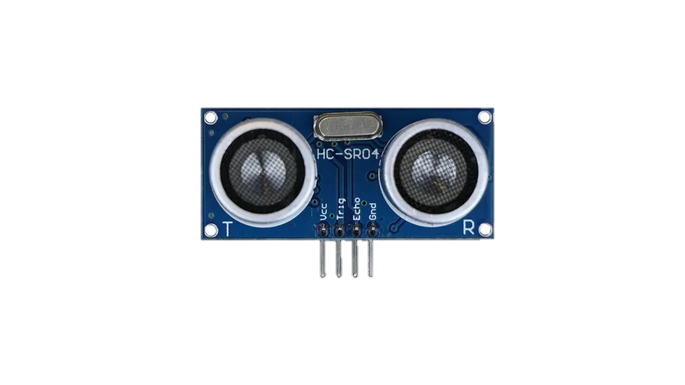 HC-SR04
Vcc
Trig
Echo
Gnd
T
R